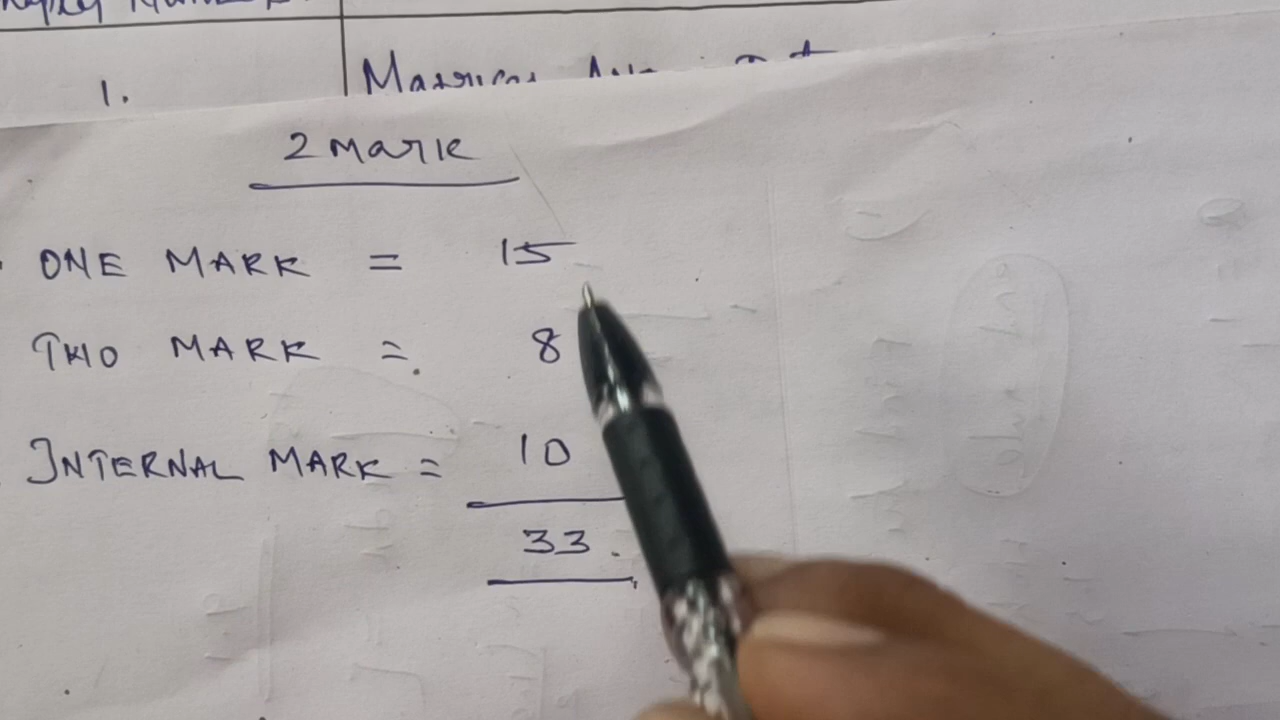 1.
2 Mark
ONE MARK = 15
TWO MARK = 8
INTERNAL MARK = 10
33.